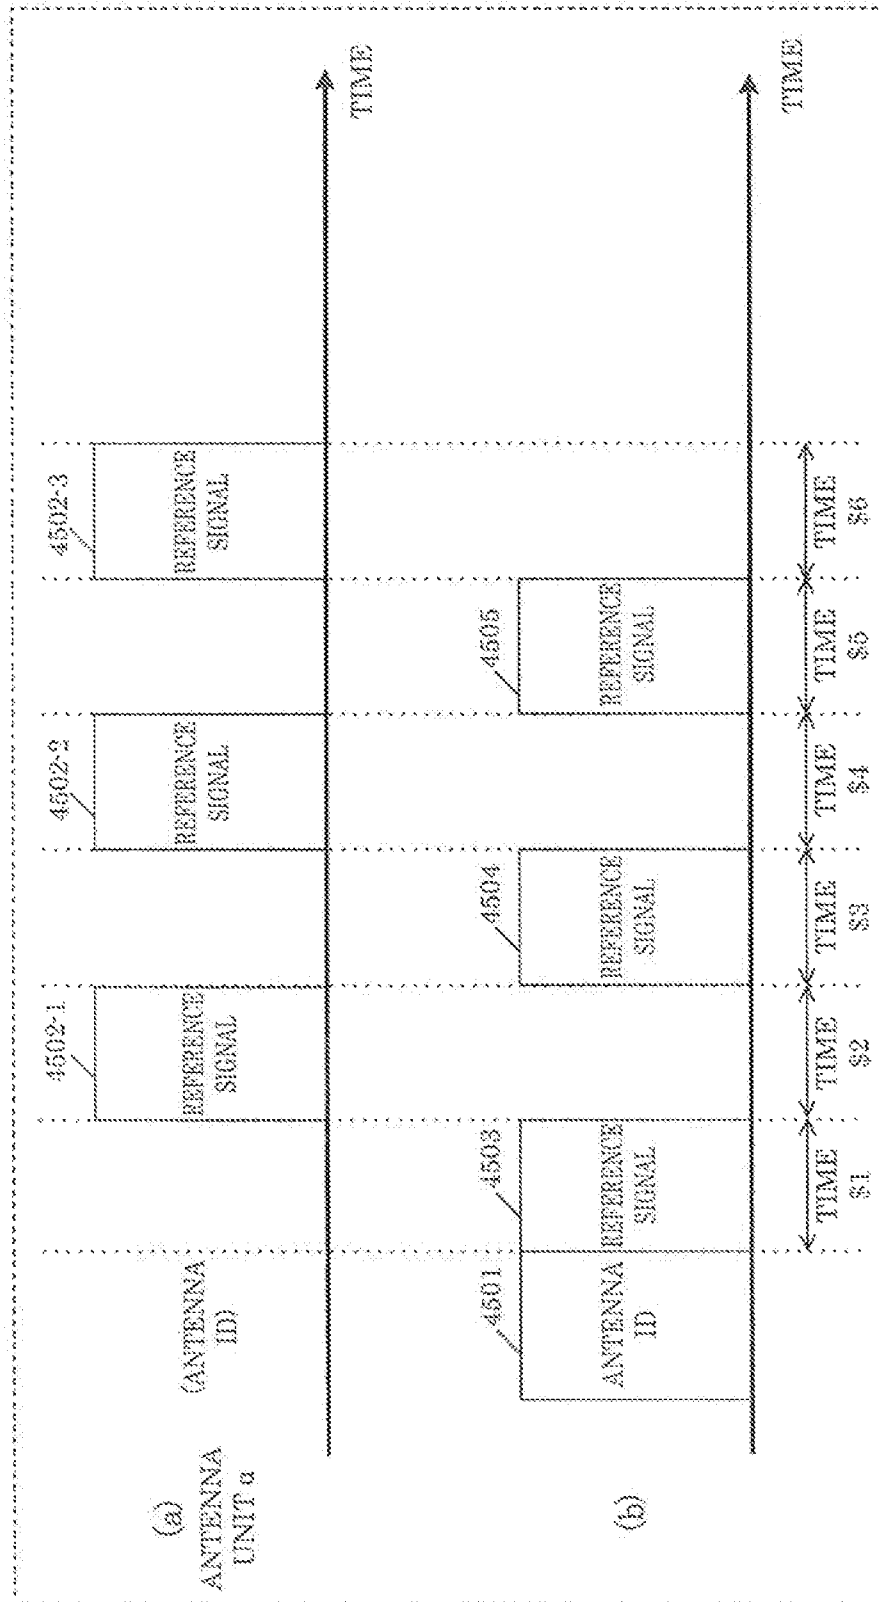 (a)
ANTENNA
UNIT α
(ANTENNA
ID)
4502-1
REFERENCE
SIGNAL
4502-2
REFERENCE
SIGNAL
4502-3
REFERENCE
SIGNAL
TIME
(b)
4501
ANTENNA
ID
4503
REFERENCE
SIGNAL
4504
REFERENCE
SIGNAL
4505
REFERENCE
SIGNAL
TIME
TIME
$1
TIME
$2
TIME
$3
TIME
$4
TIME
$5
TIME
$6